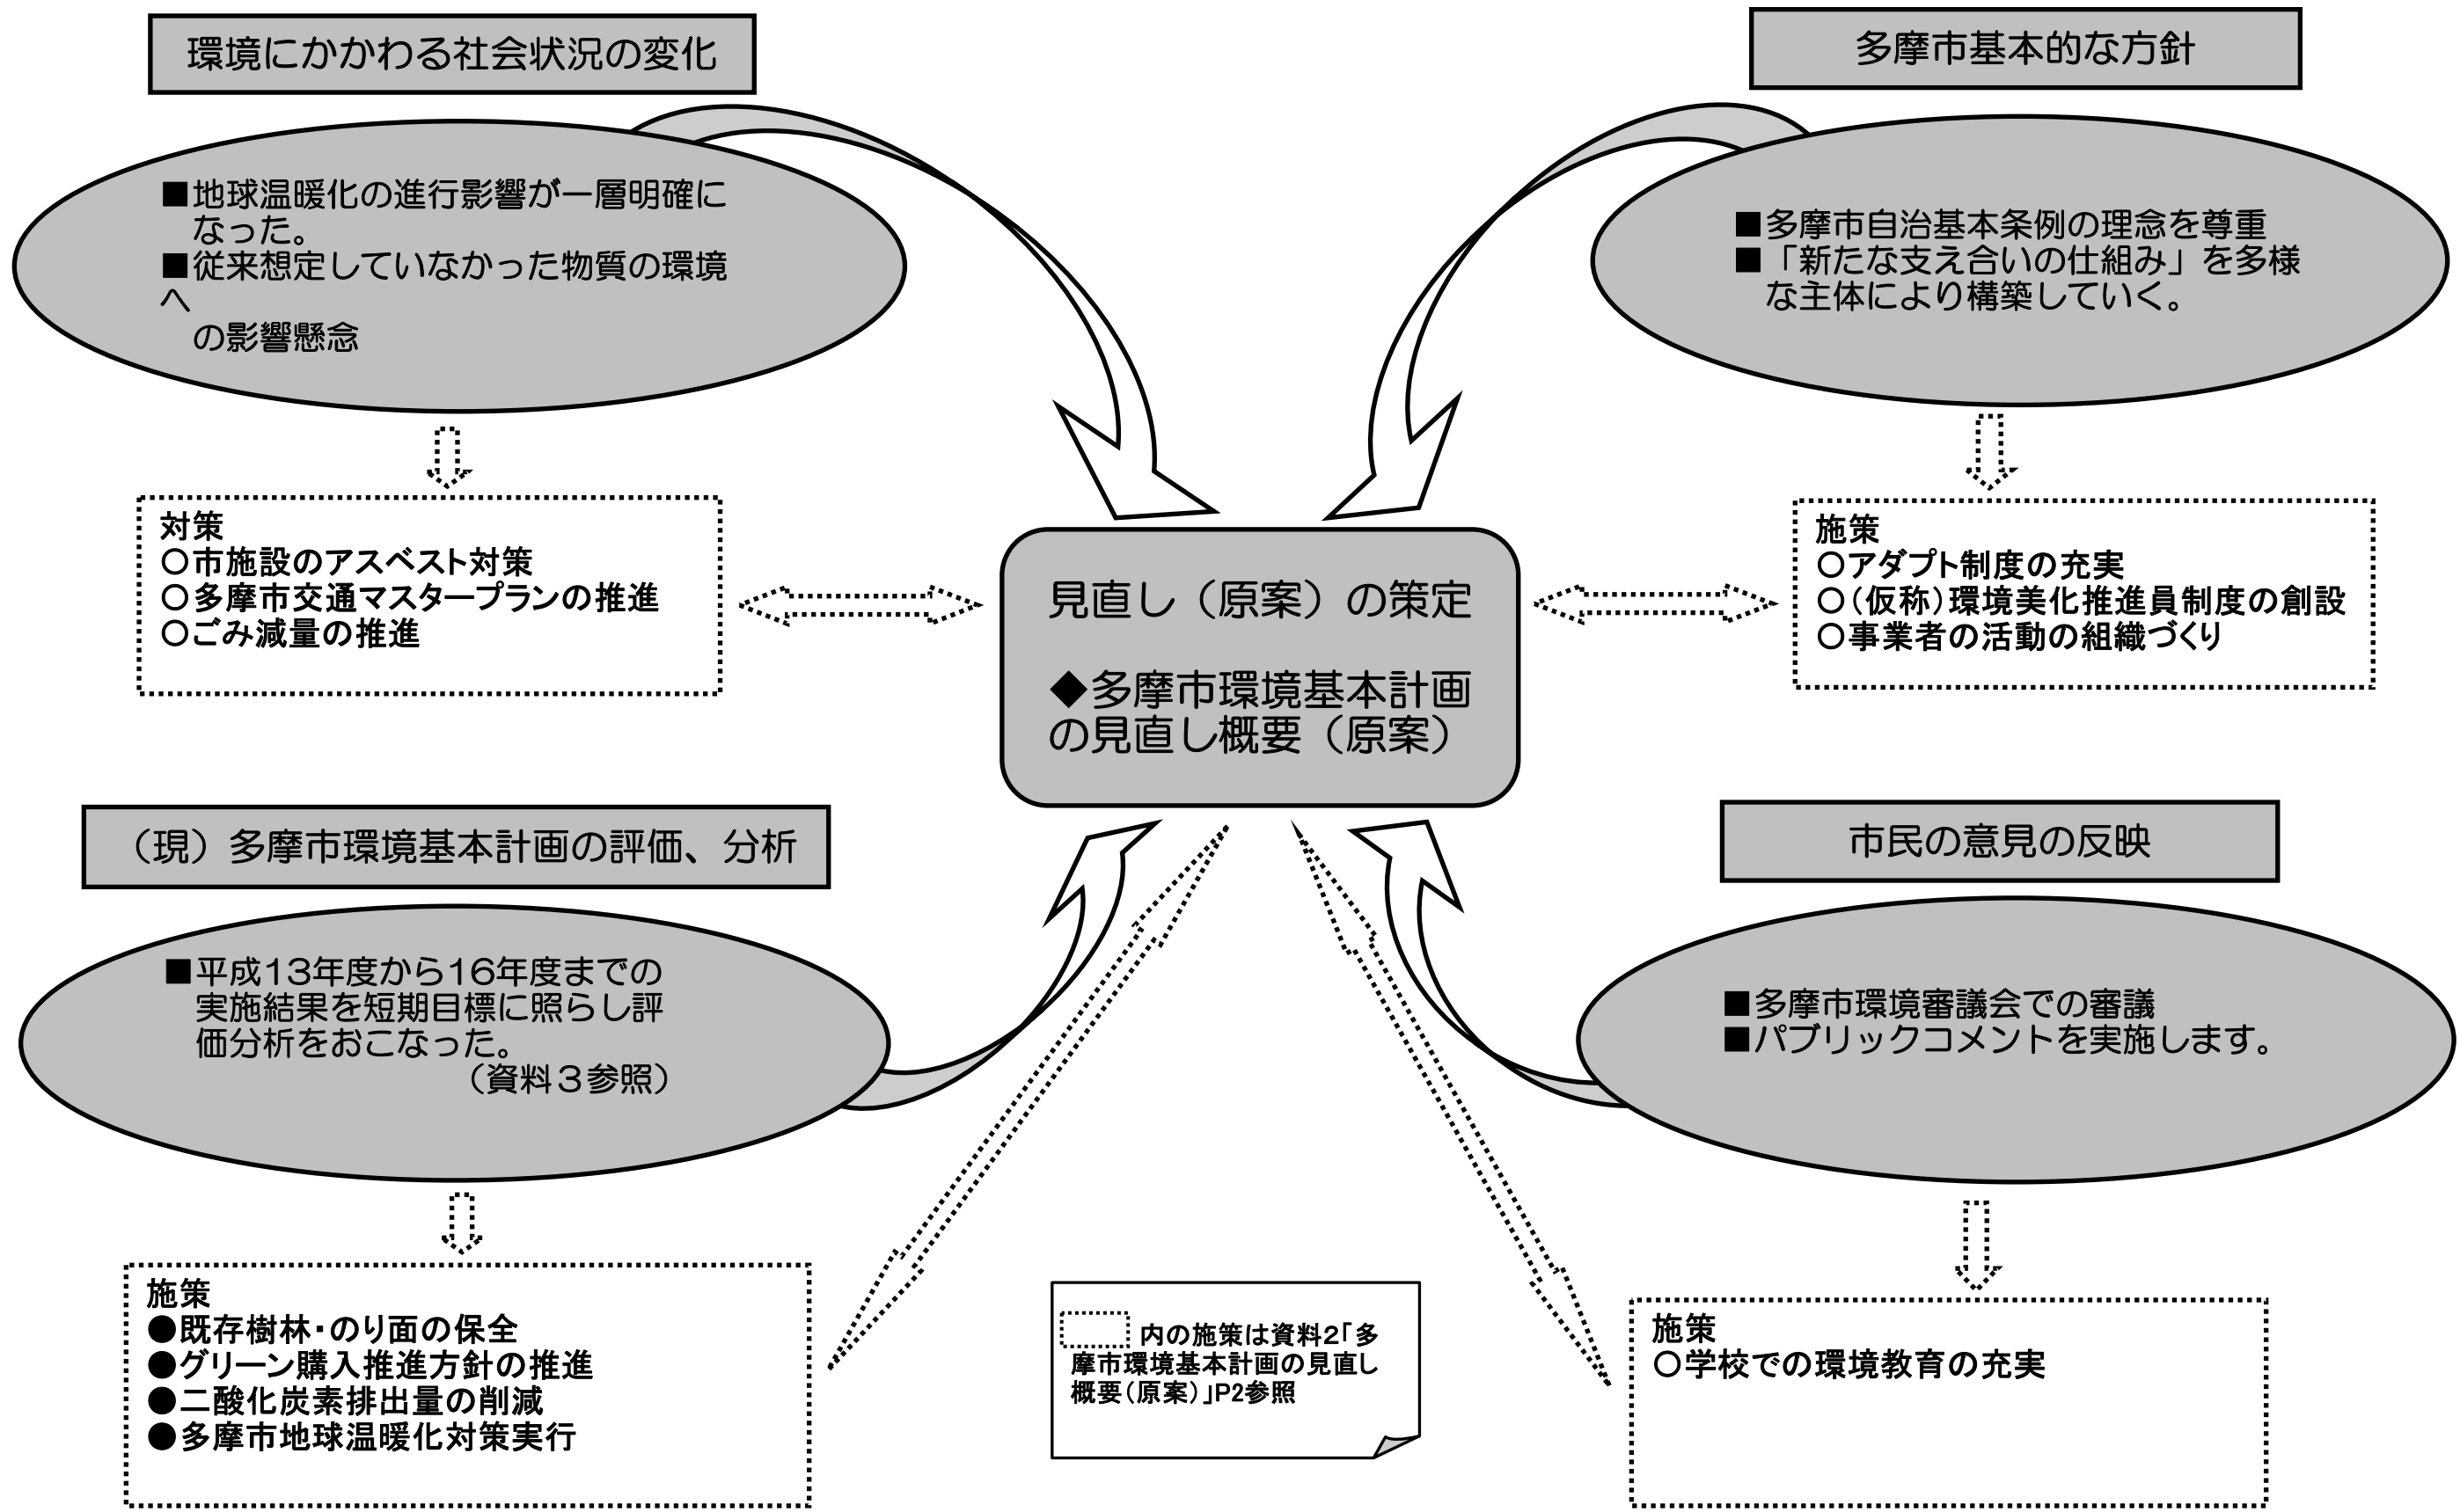 環境にかかわる社会状況の変化
■地球温暖化の進行影響が一層明確に
なった。
■従来想定していなかった物質の環境
へ
の影響懸念
対策
○市施設のアスベスト対策
○多摩市交通マスタープランの推進
○ごみ減量の推進
多摩市基本的な方針
■多摩市自治基本条例の理念を尊重
■「新たな支え合いの仕組み」を多様
な主体により構築していく。
施策
○アダプト制度の充実
○（仮称）環境美化推進員制度の創設
○事業者の活動の組織づくり
見直し（原案）の策定
◆多摩市環境基本計画
の見直し概要（原案）
（現）多摩市環境基本計画の評価、分析
■平成１３年度から１６年度までの
実施結果を短期目標に照らし評
価分析をおこなった。
（資料３参照）
施策
●既存樹林・のり面の保全
●グリーン購入推進方針の推進
●二酸化炭素排出量の削減
●多摩市地球温暖化対策実行
市民の意見の反映
■多摩市環境審議会での審議
■パブリックコメントを実施します。
施策
○学校での環境教育の充実
内の施策は資料２「多
摩市環境基本計画の見直し
概要（原案）」P2参照